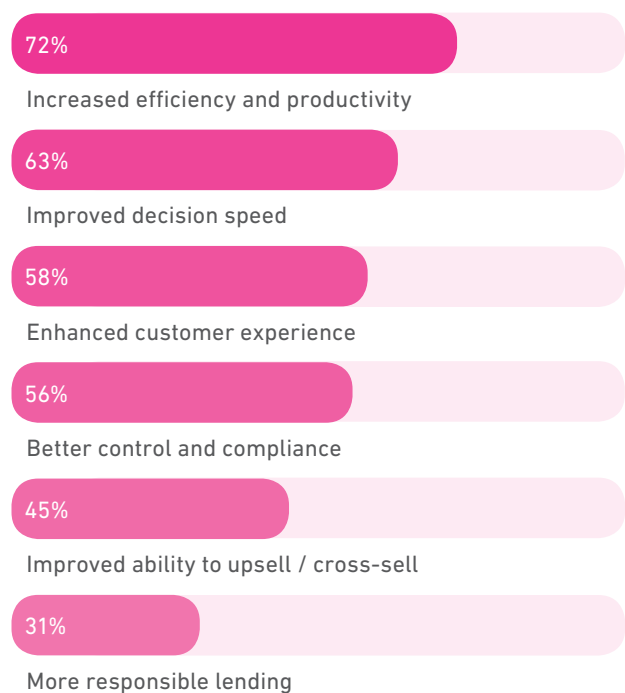 72%
Increased efficiency and productivity
63%
Improved decision speed
58%
Enhanced customer experience
56%
Better control and compliance
45%
Improved ability to upsell / cross-sell
31%
More responsible lending